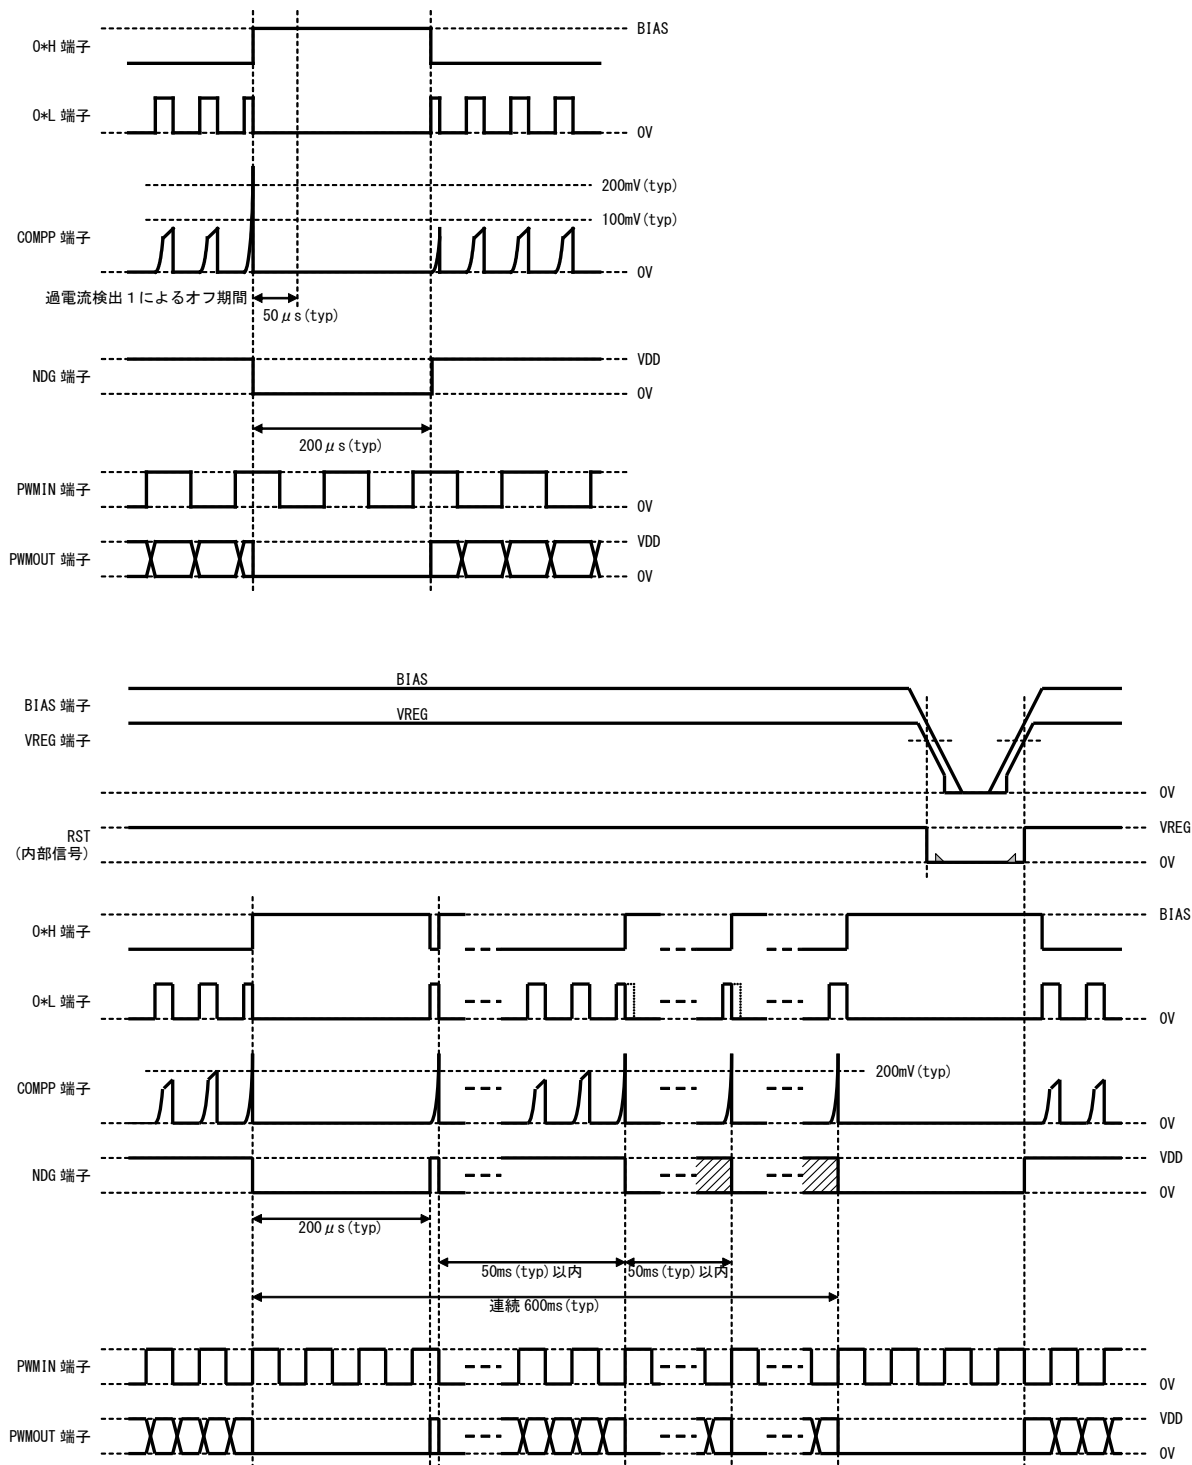 BIAS
O*H 端子
O*L 端子
0V
200mV(typ)
100mV(typ)
COMPP 端子
0V
過電流検出１によるオフ期間
50μs(typ)
VDD
NDG 端子
0V
200μs(typ)
PWMIN 端子
0V
VDD
PWMOUT 端子
0V
BIAS
BIAS 端子
VREG
VREG 端子
0V
VREG
RST
(内部信号)
0V
BIAS
O*H 端子
O*L 端子
0V
200mV(typ)
COMPP 端子
0V
VDD
NDG 端子
0V
200μs(typ)
50ms(typ)以内
50ms(typ)以内
連続 600ms(typ)
PWMIN 端子
0V
VDD
PWMOUT 端子
0V